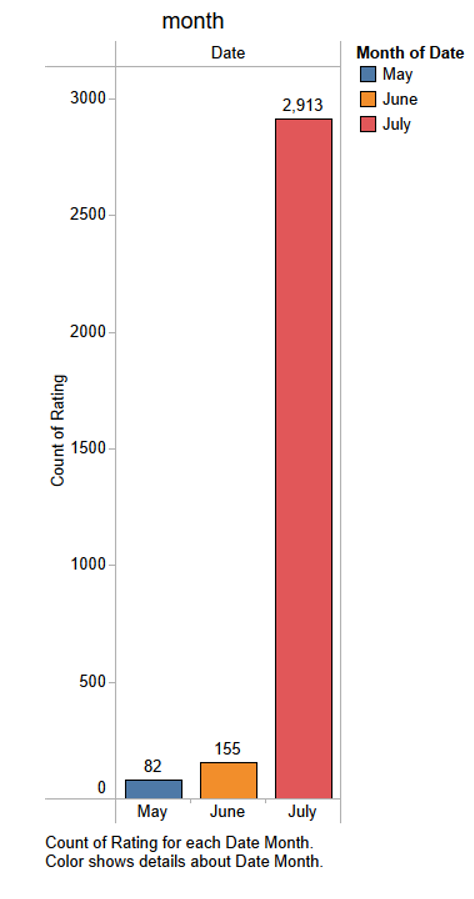 month
Date
Month of Date
May
June
July
3000
2500
2000
1500
1000
500
0
Count of Rating
2,913
155
82
May
June
July
Count of Rating for each Date Month.
Color shows details about Date Month.